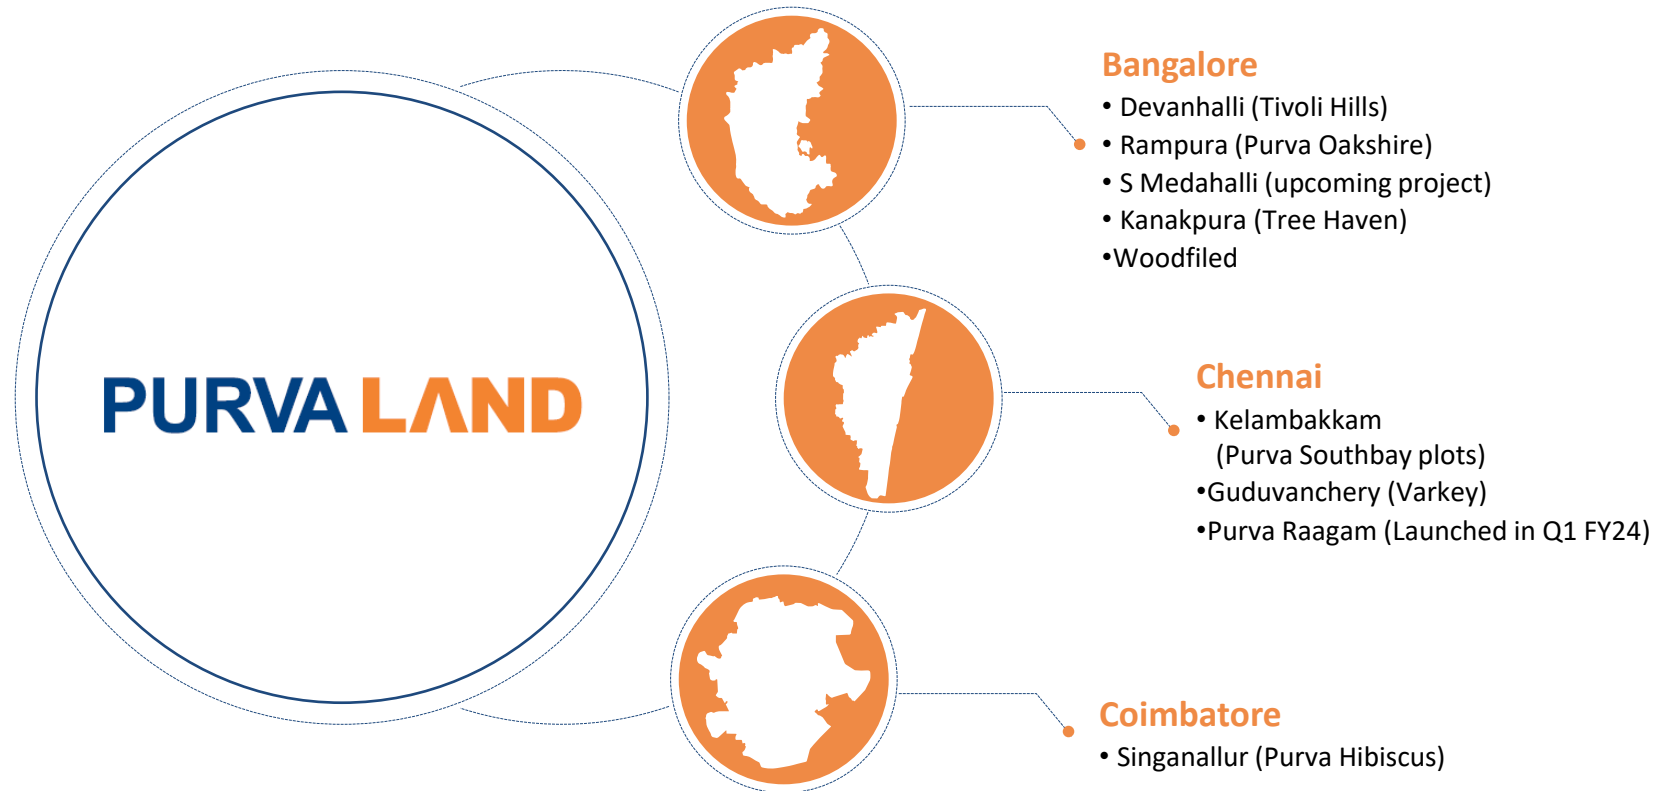 PURVA LAND
Bangalore
• Devanhalli (Tivoli Hills)
• Rampura (Purva Oakshire)
• S Medahalli (upcoming project)
• Kanakpura (Tree Haven)
•Woodfiled
Chennai
• Kelambakkam
(Purva Southbay plots)
•Guduvanchery (Varkey)
•Purva Raagam (Launched in Q1 FY24)
Coimbatore
• Singanallur (Purva Hibiscus)